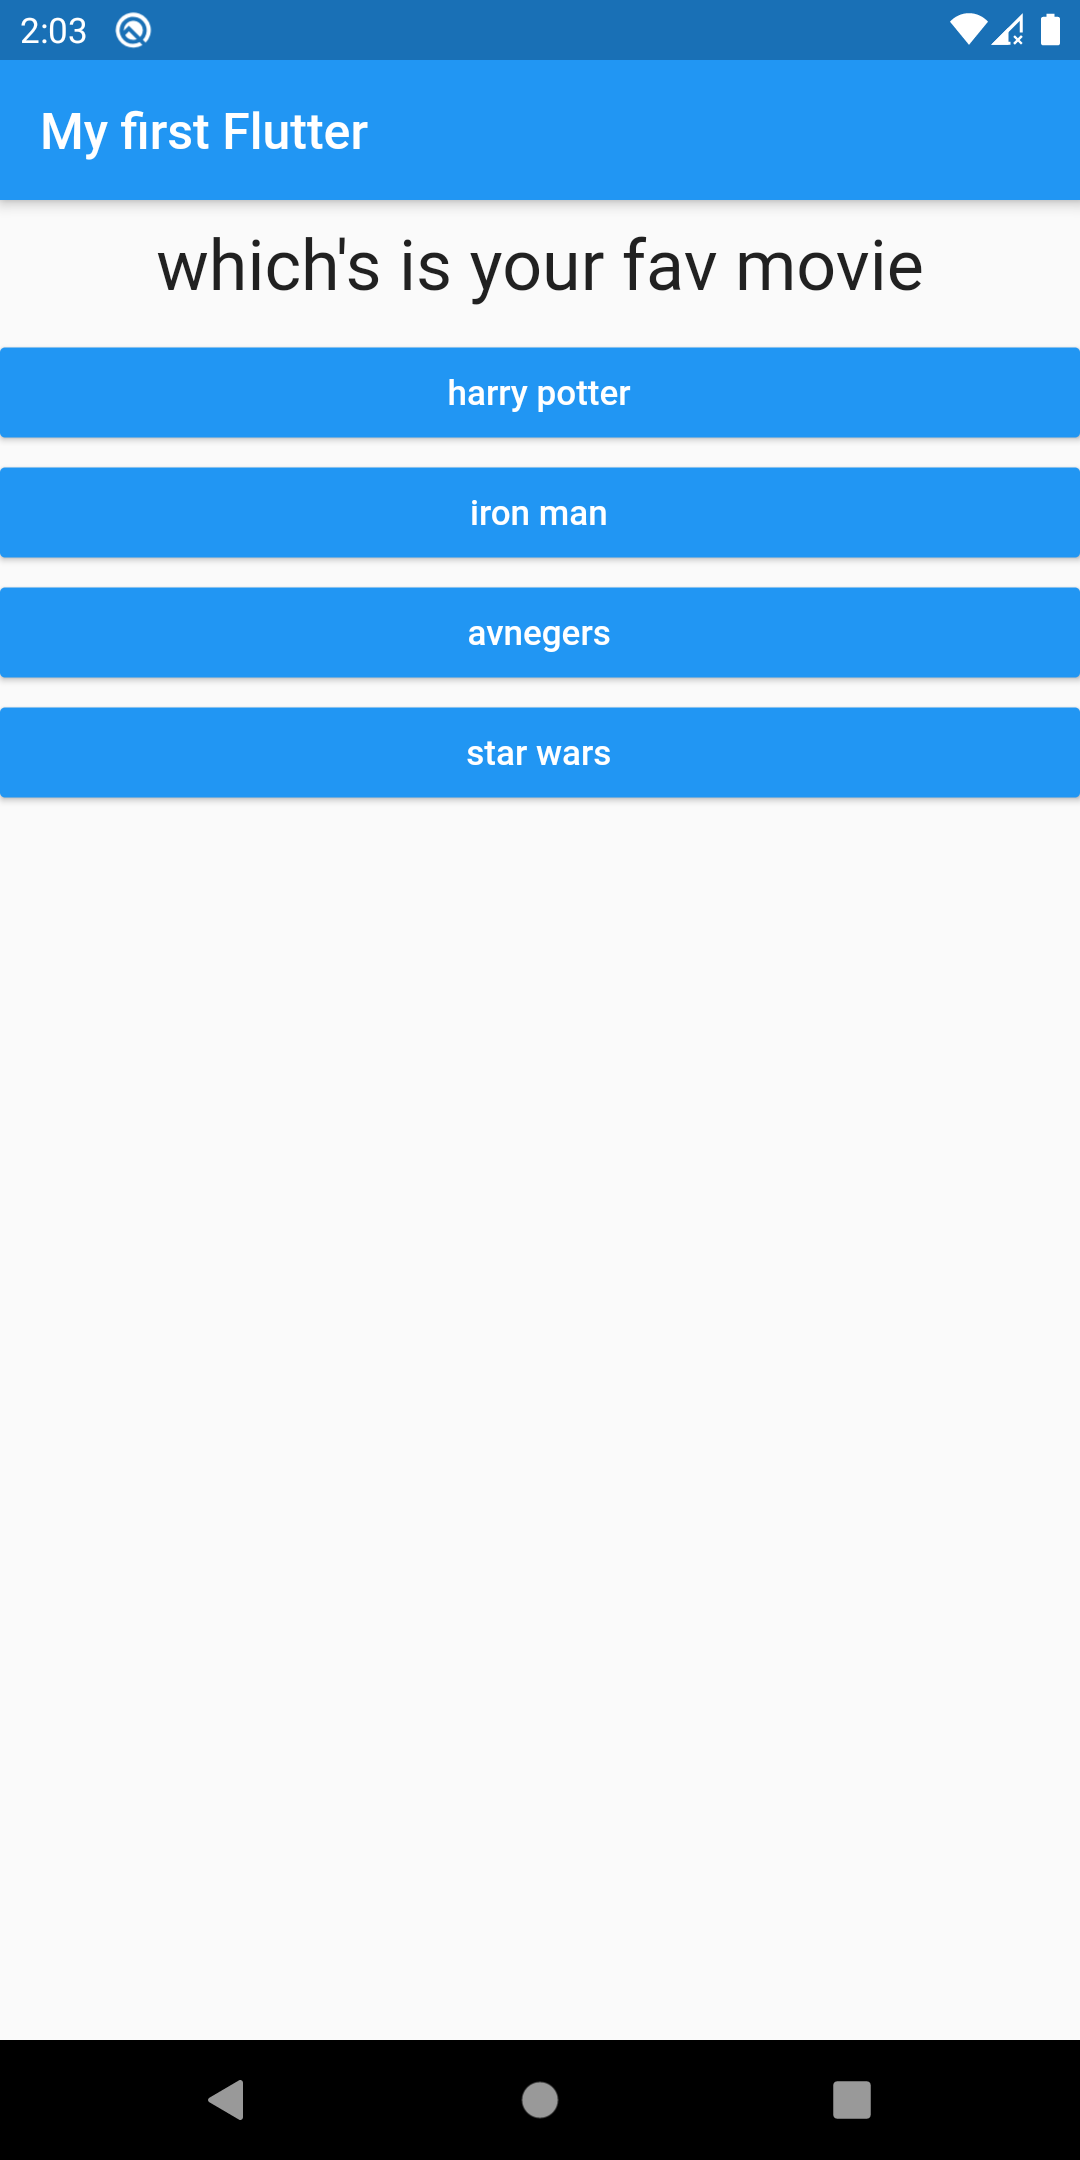 2:03
My first Flutter
which's is your fav movie
harry potter
iron man
avnegers
star wars